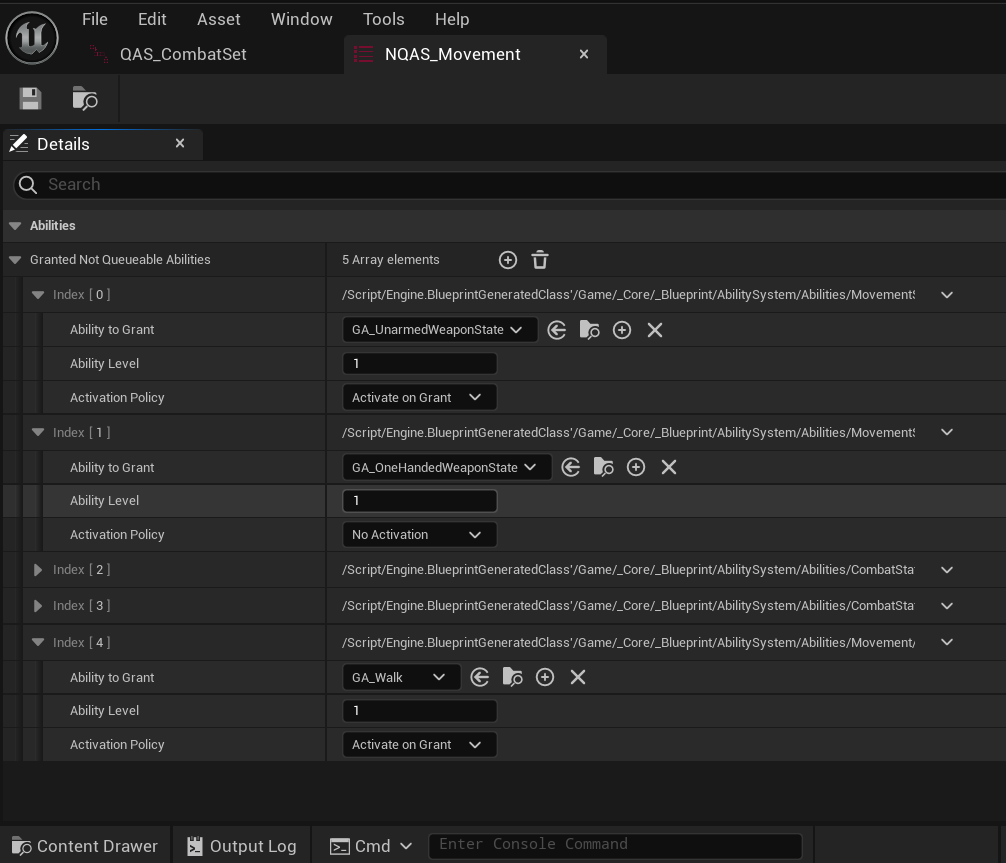 File Edit Asset Window Tools Help
QAS_CombatSet NQAS_Movement
Details
Search
Abilities
Granted Not Queueable Abilities 5 Array elements
Index [ 0 ] /Script/Engine.BlueprintGeneratedClass'/Game/_Core/_Blueprint/AbilitySystem/Abilities/MovementS
Ability to Grant GA_UnarmedWeaponState
Ability Level 1
Activation Policy Activate on Grant
Index [ 1 ] /Script/Engine.BlueprintGeneratedClass'/Game/_Core/_Blueprint/AbilitySystem/Abilities/MovementS
Ability to Grant GA_OneHandedWeaponState
Ability Level 1
Activation Policy No Activation
Index [ 2 ] /Script/Engine.BlueprintGeneratedClass'/Game/_Core/_Blueprint/AbilitySystem/Abilities/CombatSta
Index [ 3 ] /Script/Engine.BlueprintGeneratedClass'/Game/_Core/_Blueprint/AbilitySystem/Abilities/CombatSta
Index [ 4 ] /Script/Engine.BlueprintGeneratedClass'/Game/_Core/_Blueprint/AbilitySystem/Abilities/Movement/
Ability to Grant GA_Walk
Ability Level 1
Activation Policy Activate on Grant
Content Drawer Output Log Cmd Enter Console Command